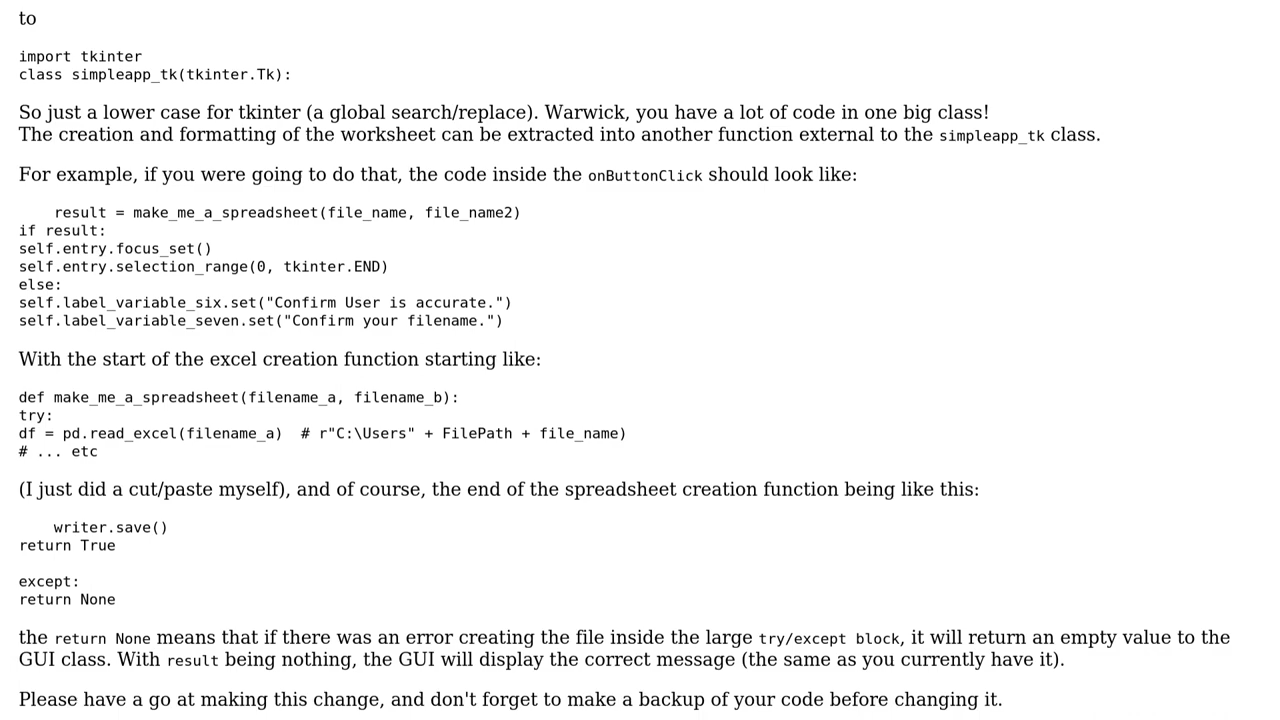 to
import tkinter
class simpleapp_tk(tkinter.Tk):
So just a lower case for tkinter (a global search/replace). Warwick, you have a lot of code in one big class!
The creation and formatting of the worksheet can be extracted into another function external to the simpleapp_tk class.
For example, if you were going to do that, the code inside the onButtonClick should look like:
    result = make_me_a_spreadsheet(file_name, file_name2)
if result:
self.entry.focus_set()
self.entry.selection_range(0, tkinter.END)
else:
self.label_variable_six.set("Confirm User is accurate.")
self.label_variable_seven.set("Confirm your filename.")
With the start of the excel creation function starting like:
def make_me_a_spreadsheet(filename_a, filename_b):
try:
df = pd.read_excel(filename_a)  # r"C:\Users" + FilePath + file_name)
# ... etc
(I just did a cut/paste myself), and of course, the end of the spreadsheet creation function being like this:
    writer.save()
return True
except:
return None
the return None means that if there was an error creating the file inside the large try/except block, it will return an empty value to the
GUI class. With result being nothing, the GUI will display the correct message (the same as you currently have it).
Please have a go at making this change, and don't forget to make a backup of your code before changing it.